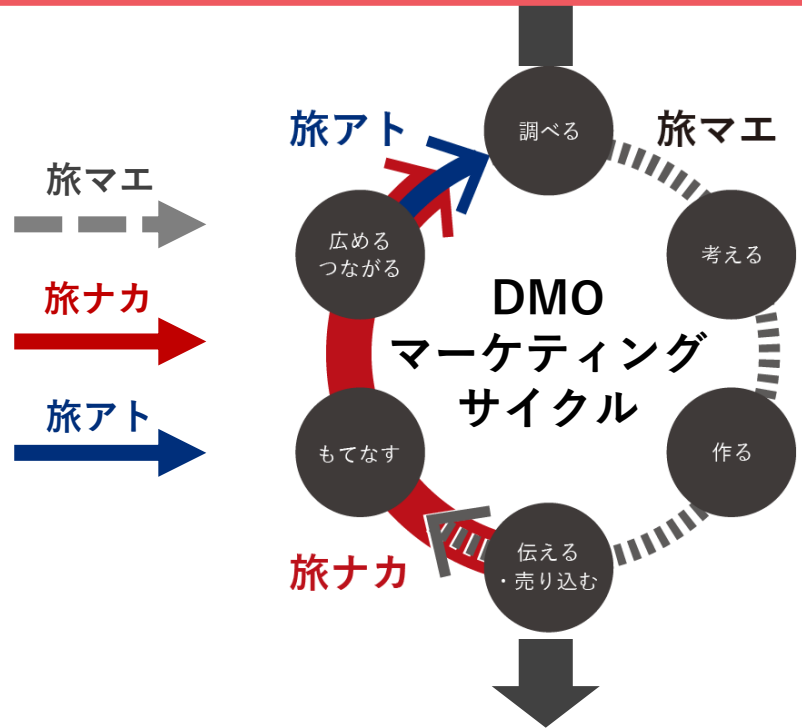 旅アト
調べる
旅マエ
旅マエ
広める
つながる
考える
旅ナカ
DMO
マーケティング
サイクル
旅アト
もてなす
作る
旅ナカ
伝える
・売り込む